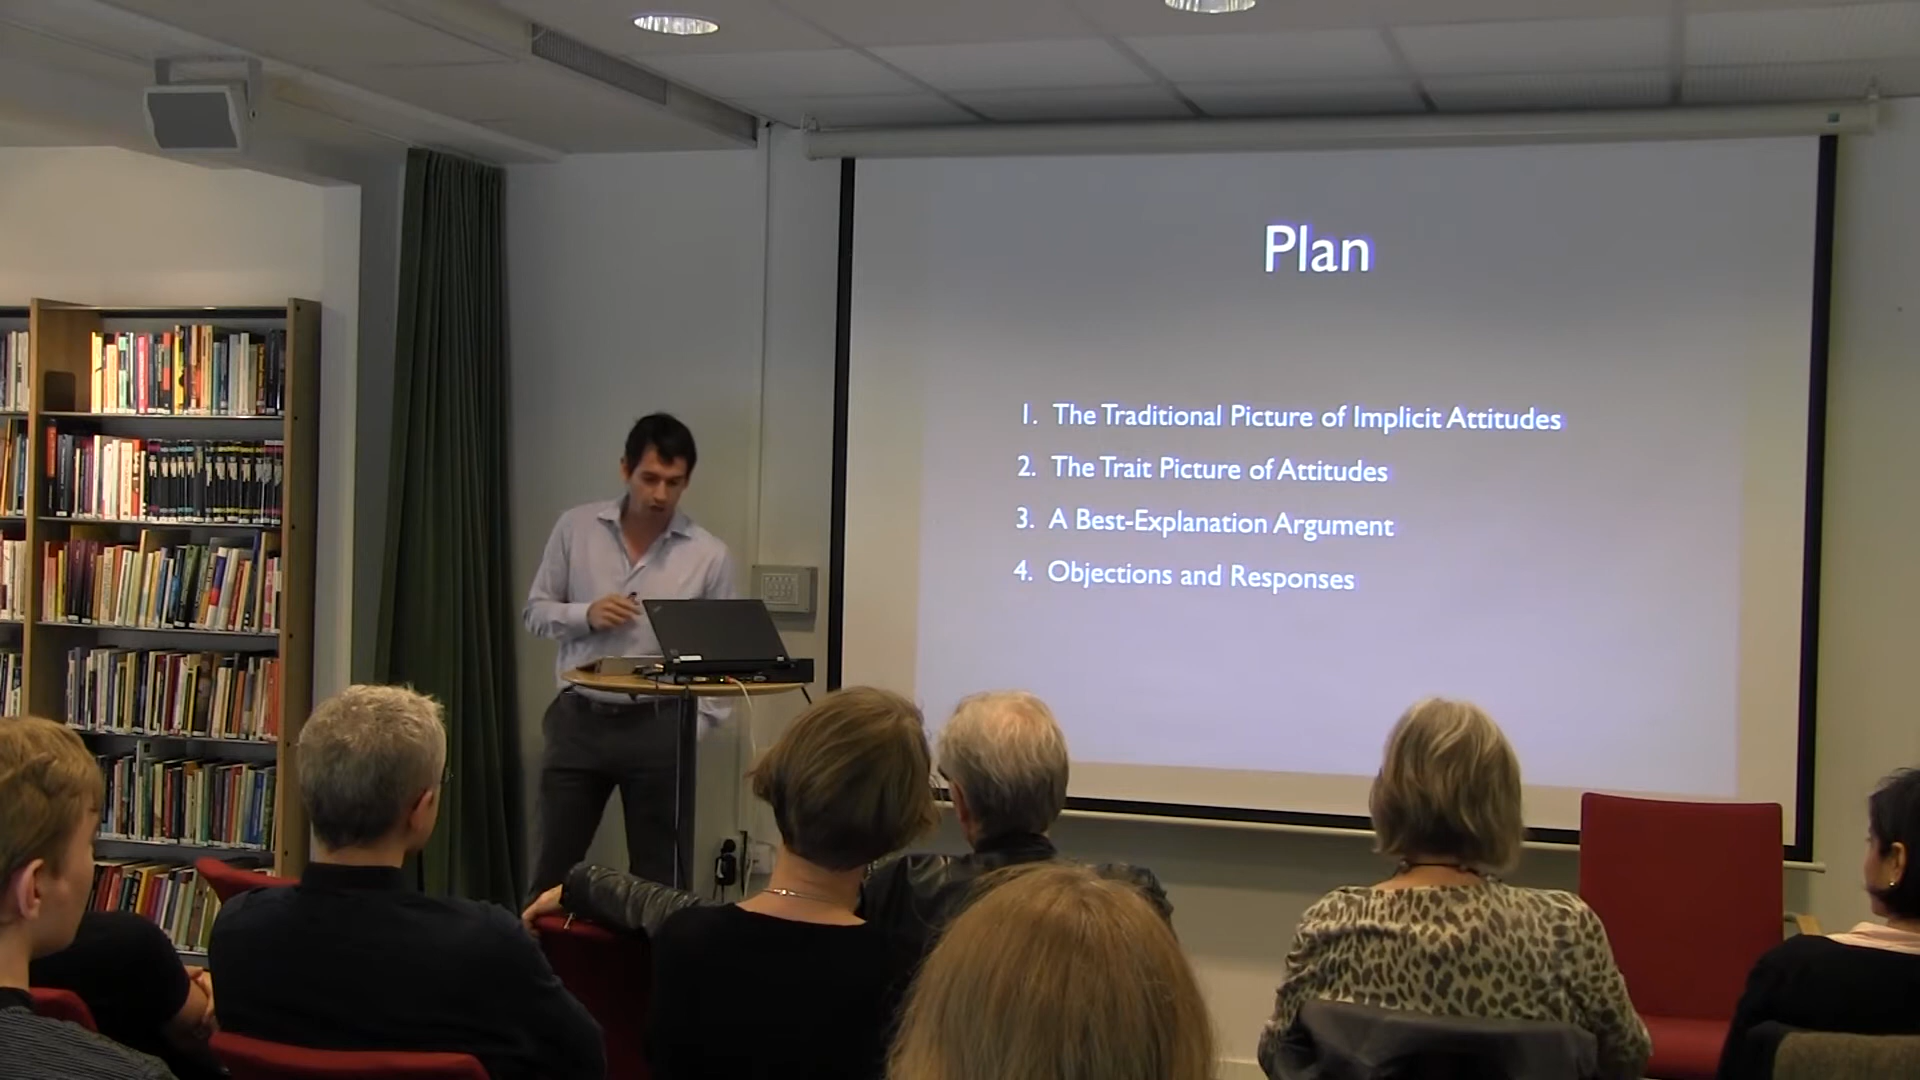 Plan
1. The Traditional Picture of Implicit Attitudes
2. The Trait Picture of Attitudes
3. A Best-Explanation Argument
4. Objections and Responses